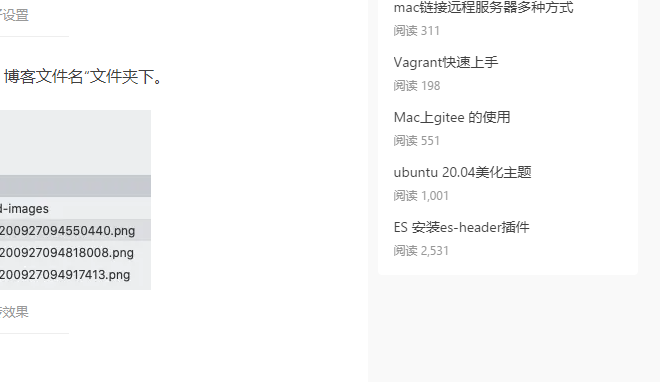 设置
博客文件名“文件夹下。
d-images
200927094550440.png
200927094818008.png
200927094917413.png
效果
mac链接远程服务器多种方式
阅读 311
Vagrant快速上手
阅读 198
Mac上gitee 的使用
阅读 551
ubuntu 20.04美化主题
阅读 1,001
ES 安装es-header插件
阅读 2,531